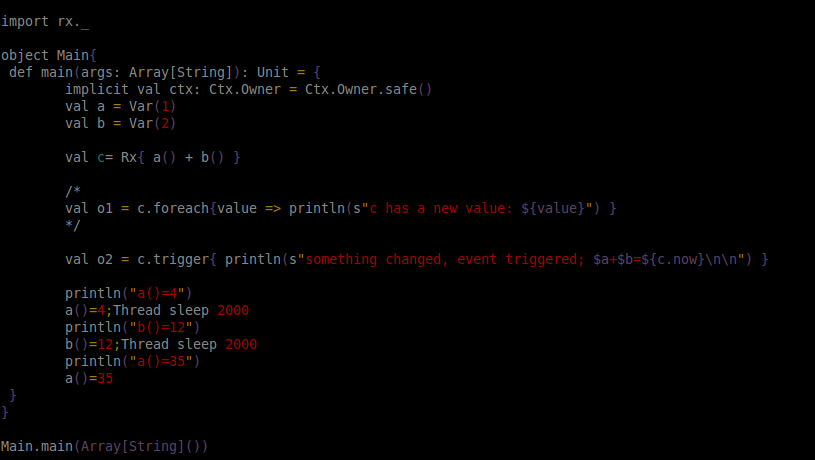 import rx._
object Main{
def main(args: Array[String]): Unit = {
implicit val ctx: Ctx.Owner = Ctx.Owner.safe()
val a = Var(1)
val b = Var(2)
val c= Rx{ a() + b() }
/*
val o1 = c.foreach{value => println(s"c has a new value: ${value}") }
*/
val o2 = c.trigger{ println(s"something changed, event triggered; $a+$b=${c.now}\n\n") }
println("a()=4")
a()=4;Thread sleep 2000
println("b()=12")
b()=12;Thread sleep 2000
println("a()=35")
a()=35
}
}
Main.main(Array[String]())